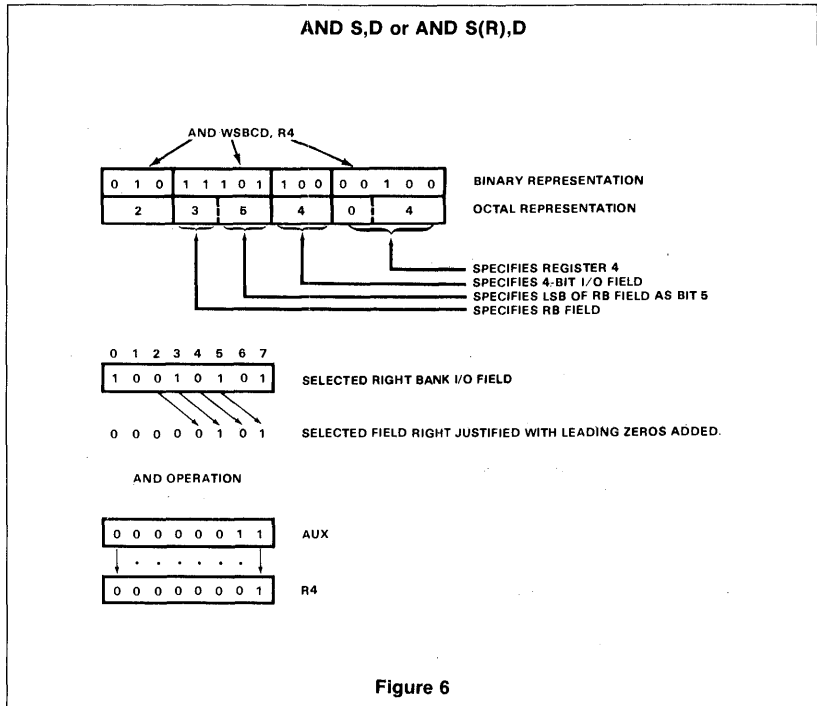 AND S,D or AND S(R),D
AND WSBCD, R4
0 1 0 1 1 1 0 1 1 0 0 0 0 1 0 0 BINARY REPRESENTATION
2 3 5 4 0 4 OCTAL REPRESENTATION
SPECIFIES REGISTER 4
SPECIFIES 4-BIT I/O FIELD
SPECIFIES LSB OF RB FIELD AS BIT 5
SPECIFIES RB FIELD
0 1 2 3 4 5 6 7
1 0 0 1 0 1 0 1 SELECTED RIGHT BANK I/O FIELD
0 0 0 0 0 1 0 1 SELECTED FIELD RIGHT JUSTIFIED WITH LEADING ZEROS ADDED.
AND OPERATION
0 0 0 0 0 0 1 1 AUX
0 0 0 0 0 0 0 1 R4
Figure 6